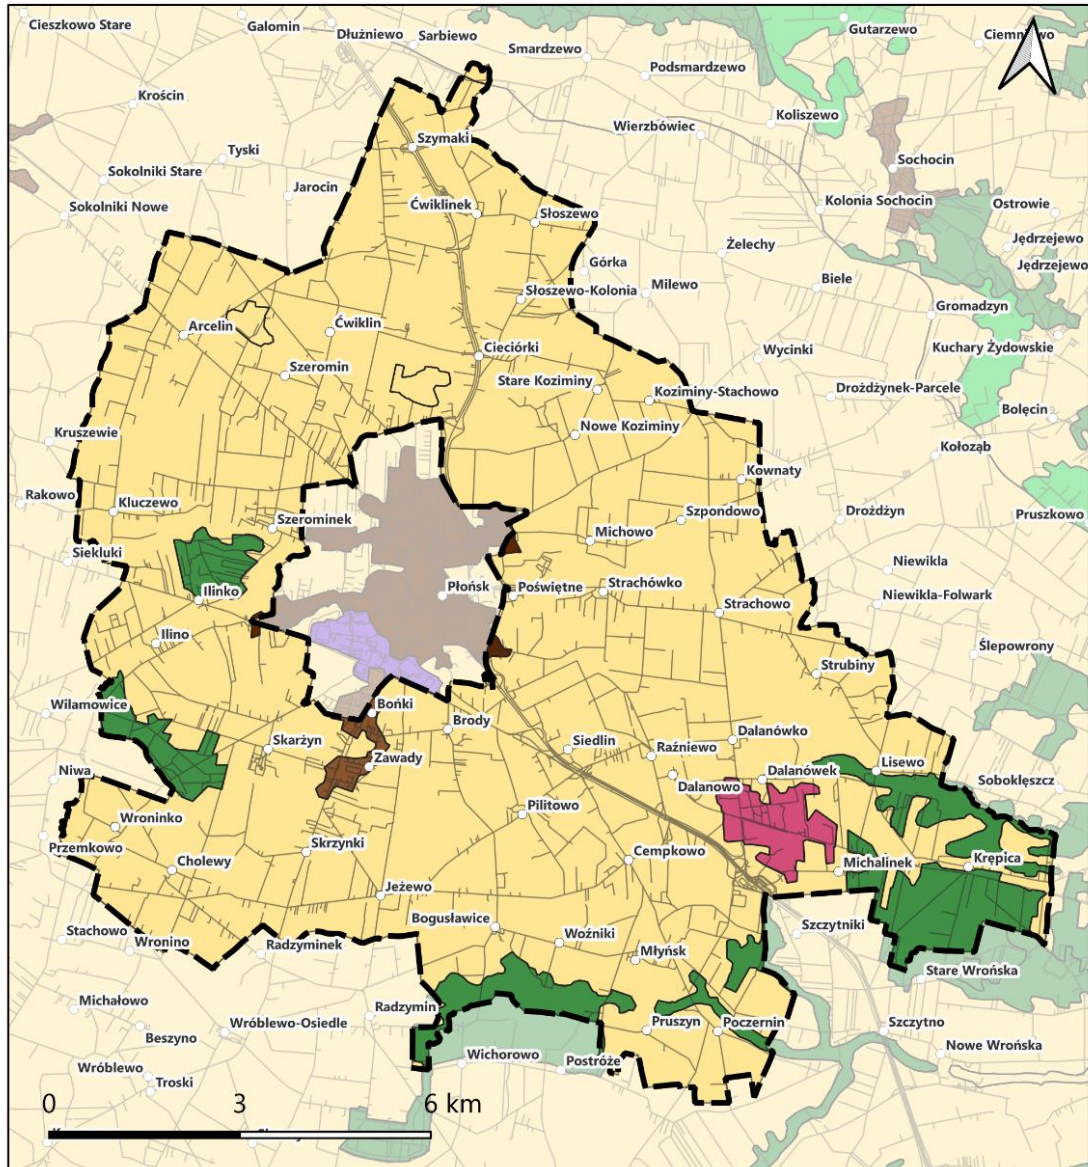 Cieszkowo Stare
Galomin
Dłużniewo
Sarbiewo
Gutarzewo
Smardzewo
Podsmardzewo
Krościn
Koliszewo
Wierzbówiec
Szymaki
Tyski
Sochocin
Sokolniki Stare
Jarocin
Kolonia Sochocin
Ostrowie
Sokolniki Nowe
Ćwiklinek
Słoszewo
Żelechy
Jędrzejewo
Jędrzejewo
Górka
Biele
Słoszewo-Kolonia
Milewo
Gromadzyn
Arcelin
Ćwiklin
Cieciórki
Wycinki
Kuchary Żydowskie
Szeromin
Stare Koziminy
Koziminy-Stachowo
Drożdżynek-Parcele
Bolęcin
Kruszewie
Nowe Koziminy
Kołoząb
Rakowo
Kluczewo
Kownaty
Szerominek
Szpondowo
Drożdżyn
Pruszkowo
Michowo
Siekluki
Niewikla
Ilinko
Płońsk
Poświętne
Strachówko
Niewikla-Folwark
Strachowo
Ilino
Ślepowrony
Strubiny
Wilamowice
Bońki
Brody
Skarżyn
Siedlin
Raźniewo
Dalanówko
Zawady
Lisewo
Niwa
Dalanowo
Dalanówek
Soboklęszcz
Pilitowo
Wroninko
Przemkowo
Skrzynki
Cholewy
Cempkowo
Michalinek
Krępica
Jeżewo
Bogusławice
Stachowo
Wronino
Radzyminek
Woźniki
Szczytniki
Młyńsk
Stare Wrońska
Michałowo
Radzymin
Wróblewo-Osiedle
Pruszyn
Poczernin
Szczytno
Beszyno
Nowe Wrońska
Wróblewo
Troski
Wichorowo
Postróże
0 3 6 km